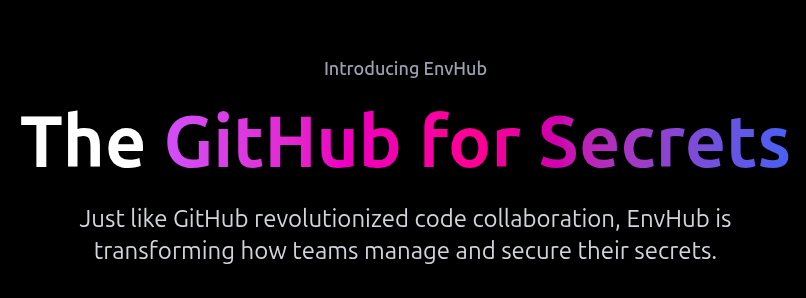 Introducing EnvHub
The GitHub for Secrets
Just like GitHub revolutionized code collaboration, EnvHub is
transforming how teams manage and secure their secrets.